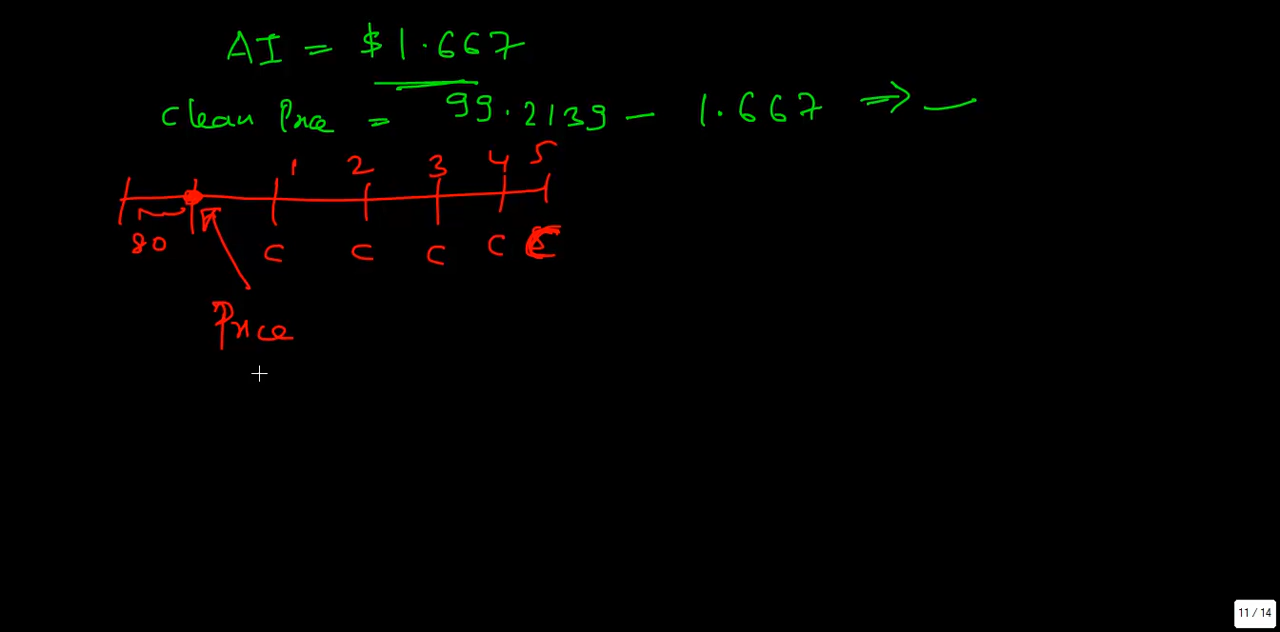 AI = $1.667
Clean Price = 99.2139 - 1.667 ⇒
1 2 3 4 5
80 C C C C C
Price
11 / 14